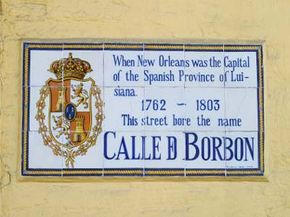 When New Orleans was the Capital
of the Spanish Province of Lui-
siana.
1762 - 1803
This street bore the name
CALLE D BORBON